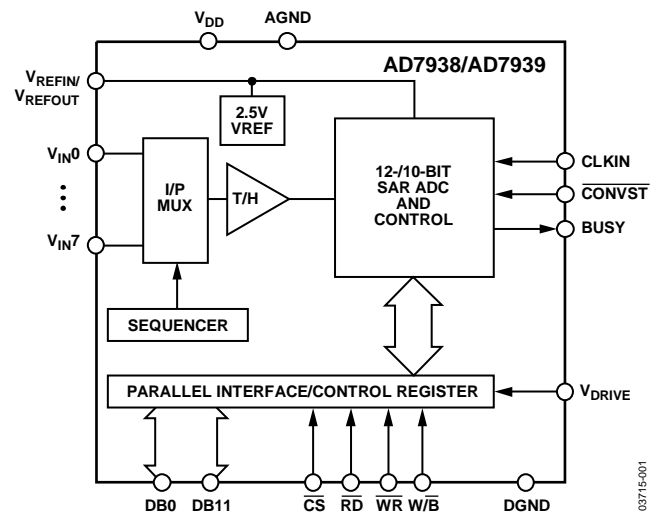 VDD AGND
AD7938/AD7939
VREFIN/
VREFOUT
2.5V
VREF
VIN0
CLKIN
I/P
MUX
T/H
12-/10-BIT
SAR ADC
AND
CONTROL
CONVST
BUSY
VIN7
SEQUENCER
PARALLEL INTERFACE/CONTROL REGISTER
VDRIVE
DB0 DB11 CS RD WR W/B DGND
03715-001